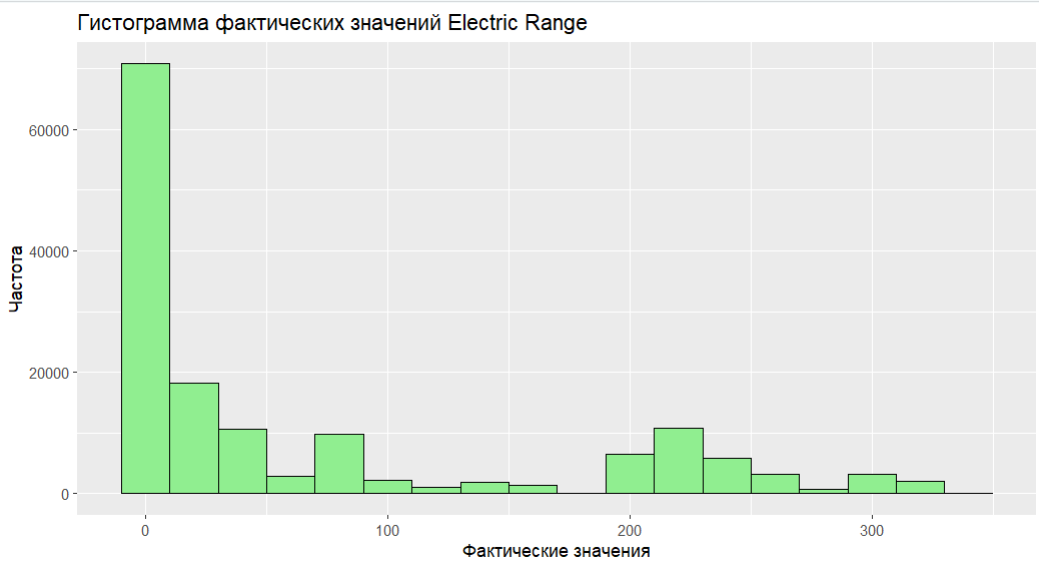 Гистограмма фактических значений Electric Range
Частота
60000
40000
20000
0
0 100 200 300
Фактические значения